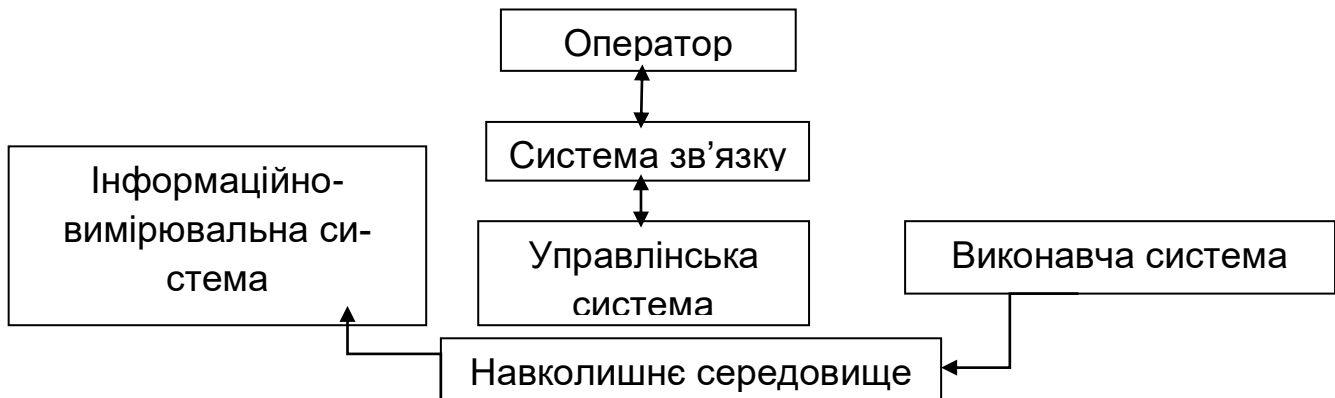 Оператор
Система зв’язку
Інформаційно-
вимірювальна си-
стема
Управлінська
система
Виконавча система
Навколишнє середовище